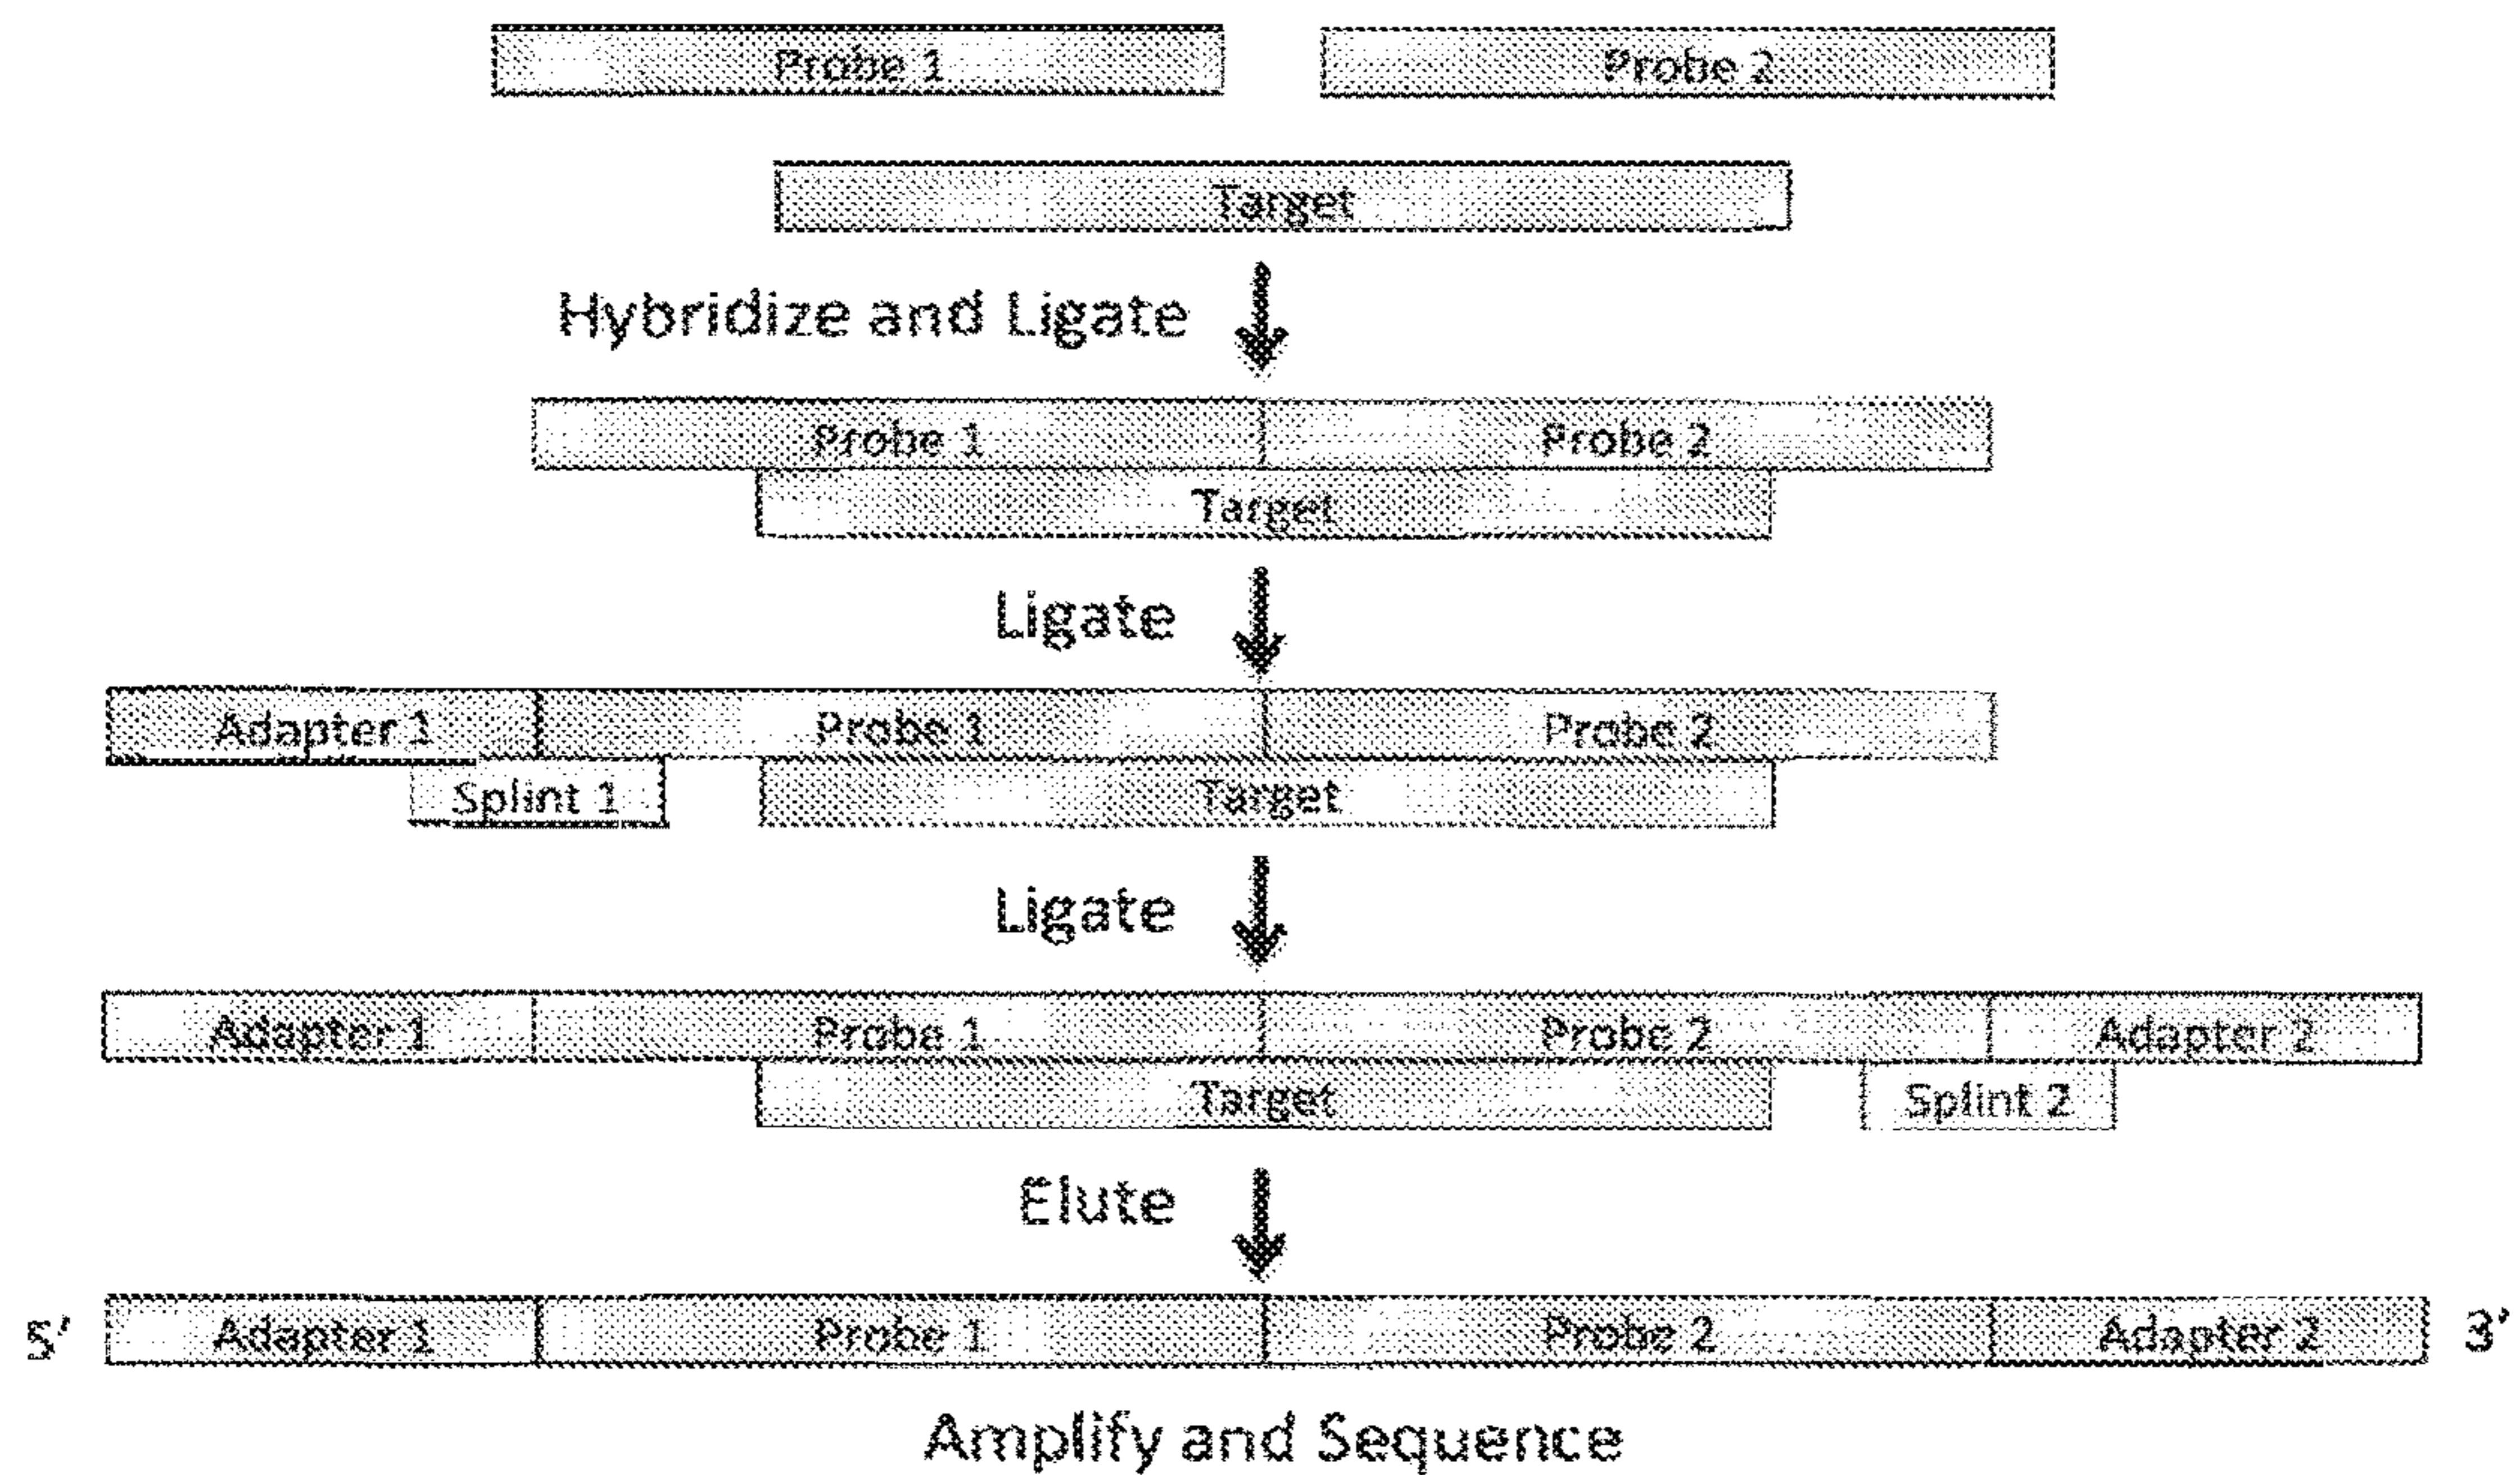 Probe 1 Probe 2
Target
Hybridize and Ligate
Probe 1 Probe 2
Target
Ligate
Adapter 1 Probe 1 Probe 2
Splint 1 Target
Ligate
Adapter 1 Probe 1 Probe 2 Adapter 2
Target Splint 2
Elute
5' Adapter 1 Probe 1 Probe 2 Adapter 2 3'
Amplify and Sequence